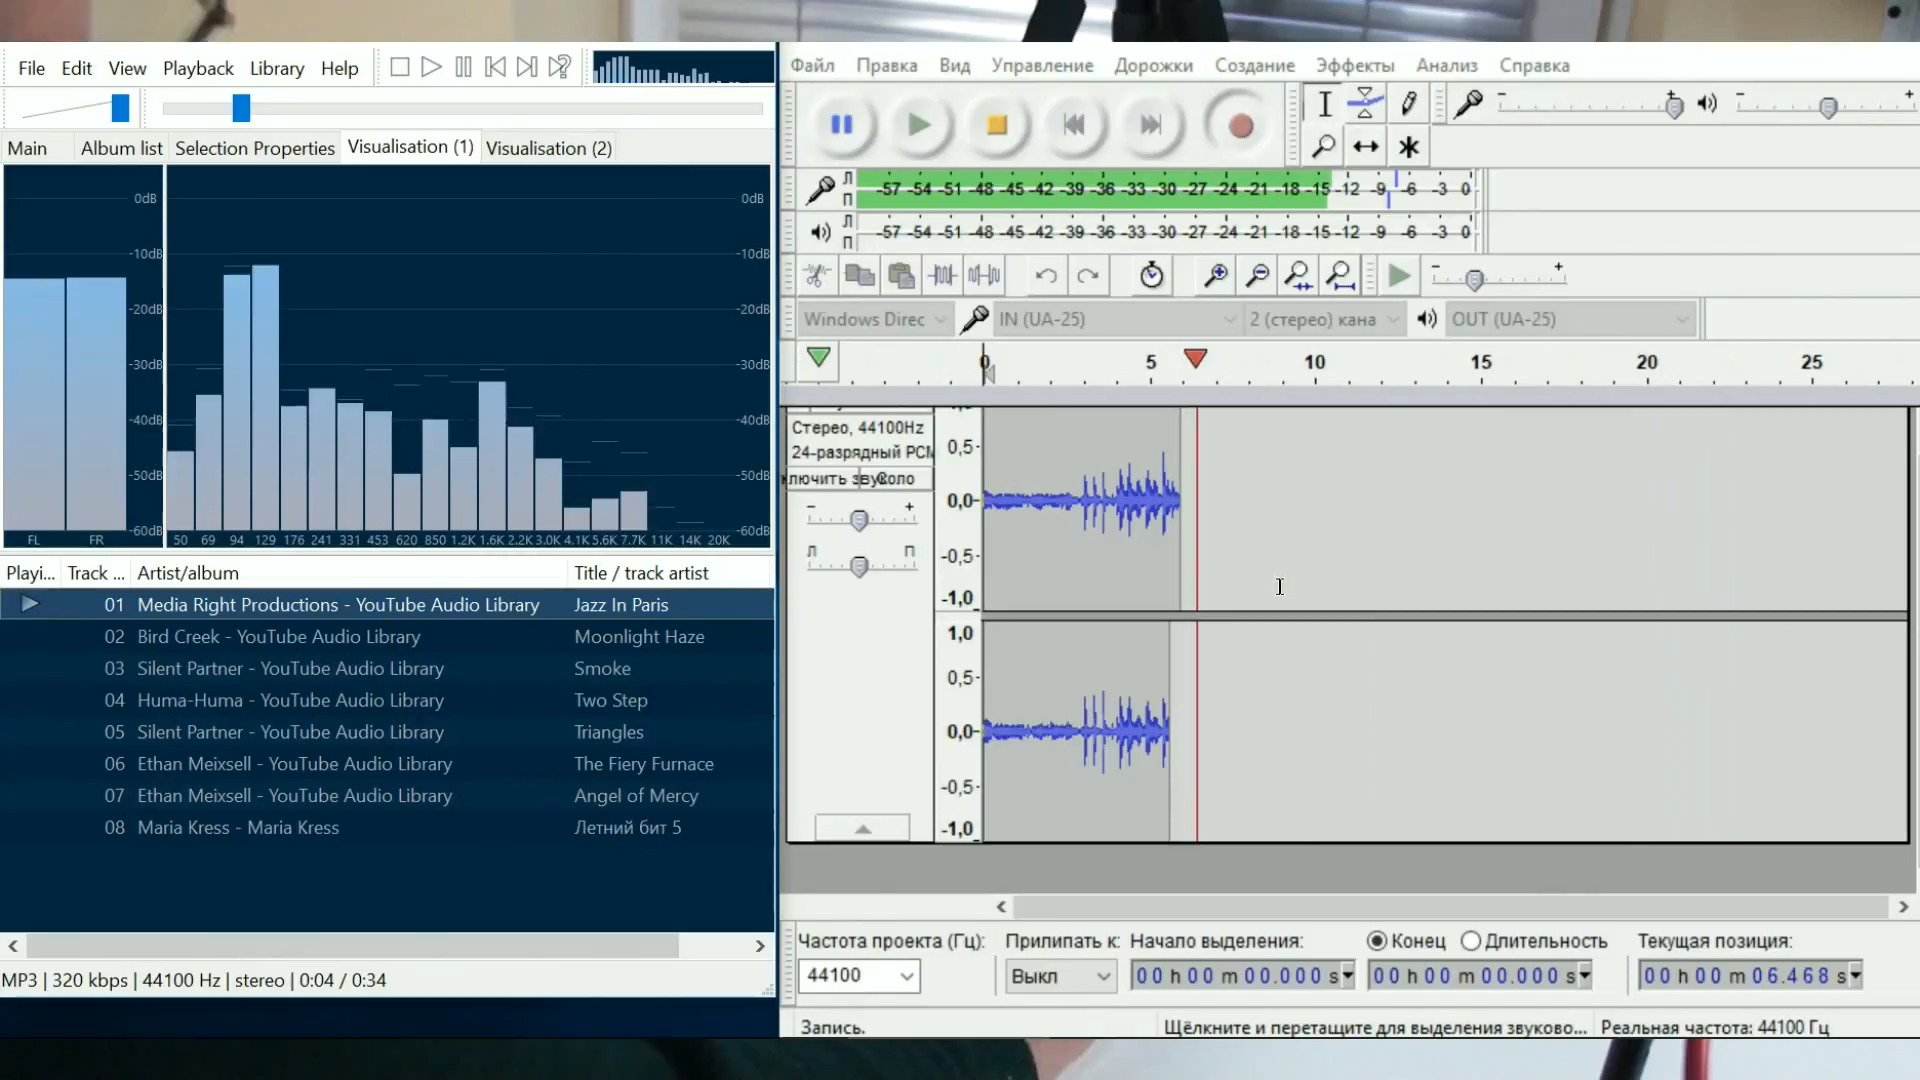 File Edit View Playback Library Help
Main Album list Selection Properties Visualisation (1) Visualisation (2)
0dB 0dB
-10dB -10dB
-20dB -20dB
-30dB -30dB
-40dB -40dB
-50dB -50dB
-60dB -60dB
FL FR 50 69 94 129 176 241 331 453 620 850 1.2K 1.6K 2.2K 3.0K 4.1K 5.6K 7.7K 11K 14K 20K
Playi... Track ... Artist/album Title / track artist
01 Media Right Productions - YouTube Audio Library Jazz In Paris
02 Bird Creek - YouTube Audio Library Moonlight Haze
03 Silent Partner - YouTube Audio Library Smoke
04 Huma-Huma - YouTube Audio Library Two Step
05 Silent Partner - YouTube Audio Library Triangles
06 Ethan Meixsell - YouTube Audio Library The Fiery Furnace
07 Ethan Meixsell - YouTube Audio Library Angel of Mercy
08 Maria Kress - Maria Kress Летний бит 5
MP3 | 320 kbps | 44100 Hz | stereo | 0:04 / 0:34
Файл Правка Вид Управление Дорожки Создание Эффекты Анализ Справка
Л
П
-57 -54 -51 -48 -45 -42 -39 -36 -33 -30 -27 -24 -21 -18 -15 -12 -9 -6 -3 0
Л
П
-57 -54 -51 -48 -45 -42 -39 -36 -33 -30 -27 -24 -21 -18 -15 -12 -9 -6 -3 0
Windows Direc IN (UA-25) 2 (стерео) кана OUT (UA-25)
0 5 10 15 20 25
Стерео, 44100Hz
24-разрядный PCM
ключить звук Соло
- +
Л П
0,5
0,0
-0,5
-1,0
1,0
0,5
0,0
-0,5
-1,0
Частота проекта (Гц): Прилипать к: Начало выделения: Конец Длительность Текущая позиция:
44100 Выкл 00 h 00 m 00.000 s 00 h 00 m 00.000 s 00 h 00 m 06.468 s
Запись. Щёлкните и перетащите для выделения звуково... Реальная частота: 44100 Гц